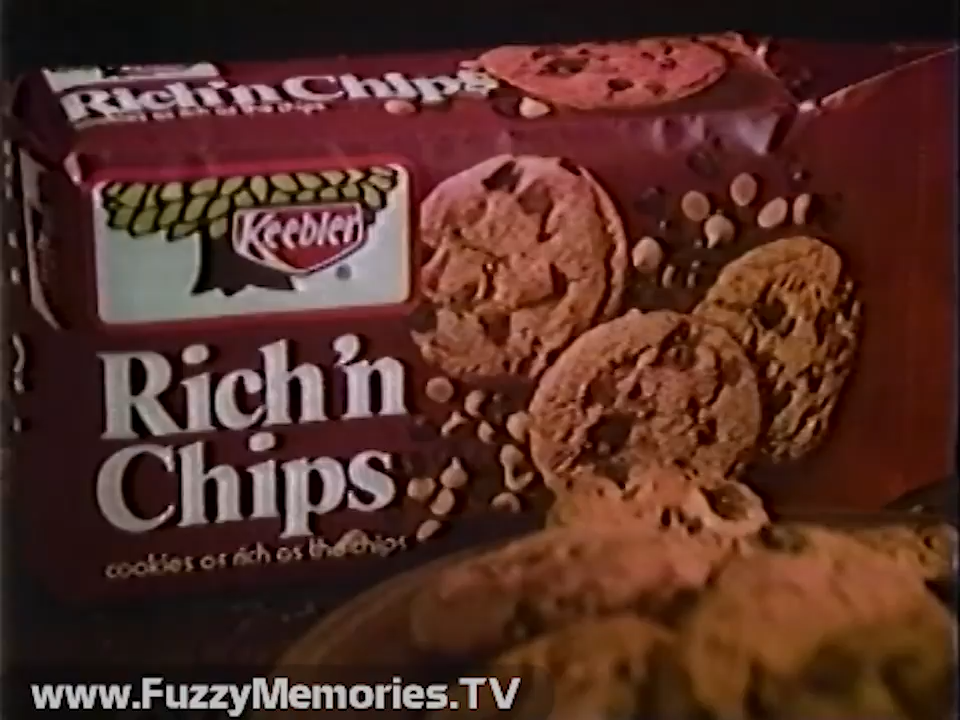 Rich'n Chips
Keebler
Rich'n
Chips
cookies as rich as the chips
www.FuzzyMemories.TV